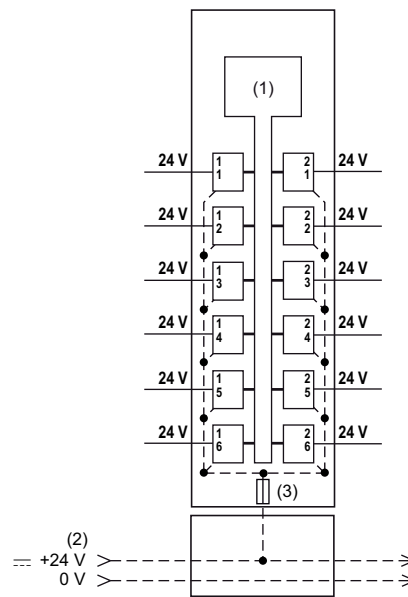 (1)
24 V 1 1 2 1 24 V
24 V 1 2 2 2 24 V
24 V 1 3 2 3 24 V
24 V 1 4 2 4 24 V
24 V 1 5 2 5 24 V
24 V 1 6 2 6 24 V
(3)
(2)
+24 V
0 V